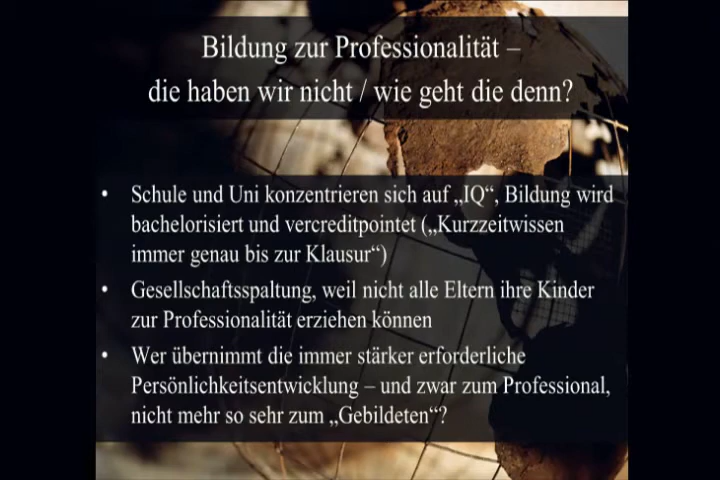 Bildung zur Professionalität –
die haben wir nicht / wie geht die denn?
• Schule und Uni konzentrieren sich auf „IQ“, Bildung wird
bachelorisiert und vercreditpointet („Kurzzeitwissen
immer genau bis zur Klausur“)
• Gesellschaftsspaltung, weil nicht alle Eltern ihre Kinder
zur Professionalität erziehen können
• Wer übernimmt die immer stärker erforderliche
Persönlichkeitsentwicklung – und zwar zum Professional,
nicht mehr so sehr zum „Gebildeten“?